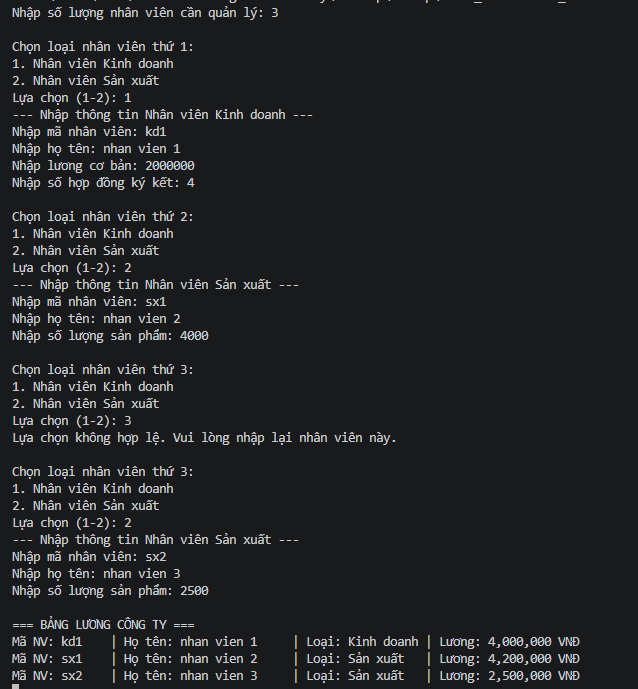 Nhập số lượng nhân viên cần quản lý: 3
Chọn loại nhân viên thứ 1:
1. Nhân viên Kinh doanh
2. Nhân viên Sản xuất
Lựa chọn (1-2): 1
--- Nhập thông tin Nhân viên Kinh doanh ---
Nhập mã nhân viên: kd1
Nhập họ tên: nhan vien 1
Nhập lương cơ bản: 2000000
Nhập số hợp đồng ký kết: 4
Chọn loại nhân viên thứ 2:
1. Nhân viên Kinh doanh
2. Nhân viên Sản xuất
Lựa chọn (1-2): 2
--- Nhập thông tin Nhân viên Sản xuất ---
Nhập mã nhân viên: sx1
Nhập họ tên: nhan vien 2
Nhập số lượng sản phẩm: 4000
Chọn loại nhân viên thứ 3:
1. Nhân viên Kinh doanh
2. Nhân viên Sản xuất
Lựa chọn (1-2): 3
Lựa chọn không hợp lệ. Vui lòng nhập lại nhân viên này.
Chọn loại nhân viên thứ 3:
1. Nhân viên Kinh doanh
2. Nhân viên Sản xuất
Lựa chọn (1-2): 2
--- Nhập thông tin Nhân viên Sản xuất ---
Nhập mã nhân viên: sx2
Nhập họ tên: nhan vien 3
Nhập số lượng sản phẩm: 2500
=== BẢNG LƯƠNG CÔNG TY ===
Mã NV: kd1 | Họ tên: nhan vien 1 | Loại: Kinh doanh | Lương: 4,000,000 VNĐ
Mã NV: sx1 | Họ tên: nhan vien 2 | Loại: Sản xuất | Lương: 4,200,000 VNĐ
Mã NV: sx2 | Họ tên: nhan vien 3 | Loại: Sản xuất | Lương: 2,500,000 VNĐ